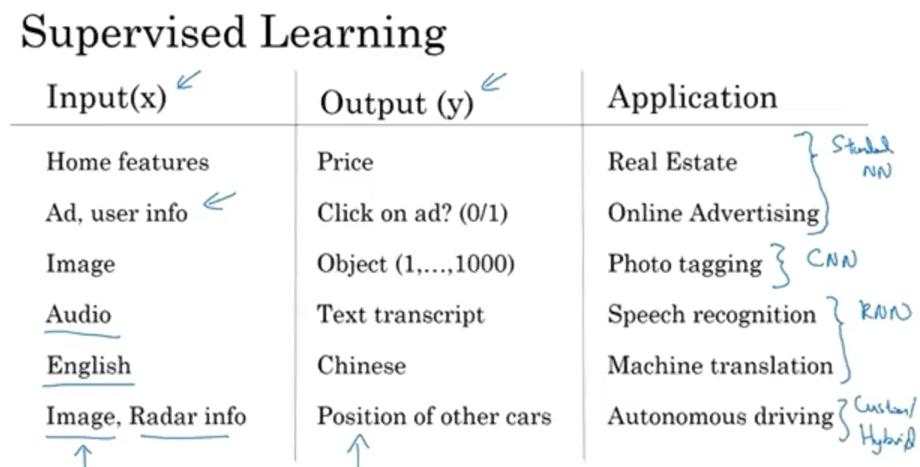 Supervised Learning
Input(x) Output (y) Application
Home features Price Real Estate
Ad, user info Click on ad? (0/1) Online Advertising
Standard
NN
Image Object (1,...,1000) Photo tagging CNN
Audio Text transcript Speech recognition RNN
English Chinese Machine translation
Image, Radar info Position of other cars Autonomous driving
Custom/
Hybrid